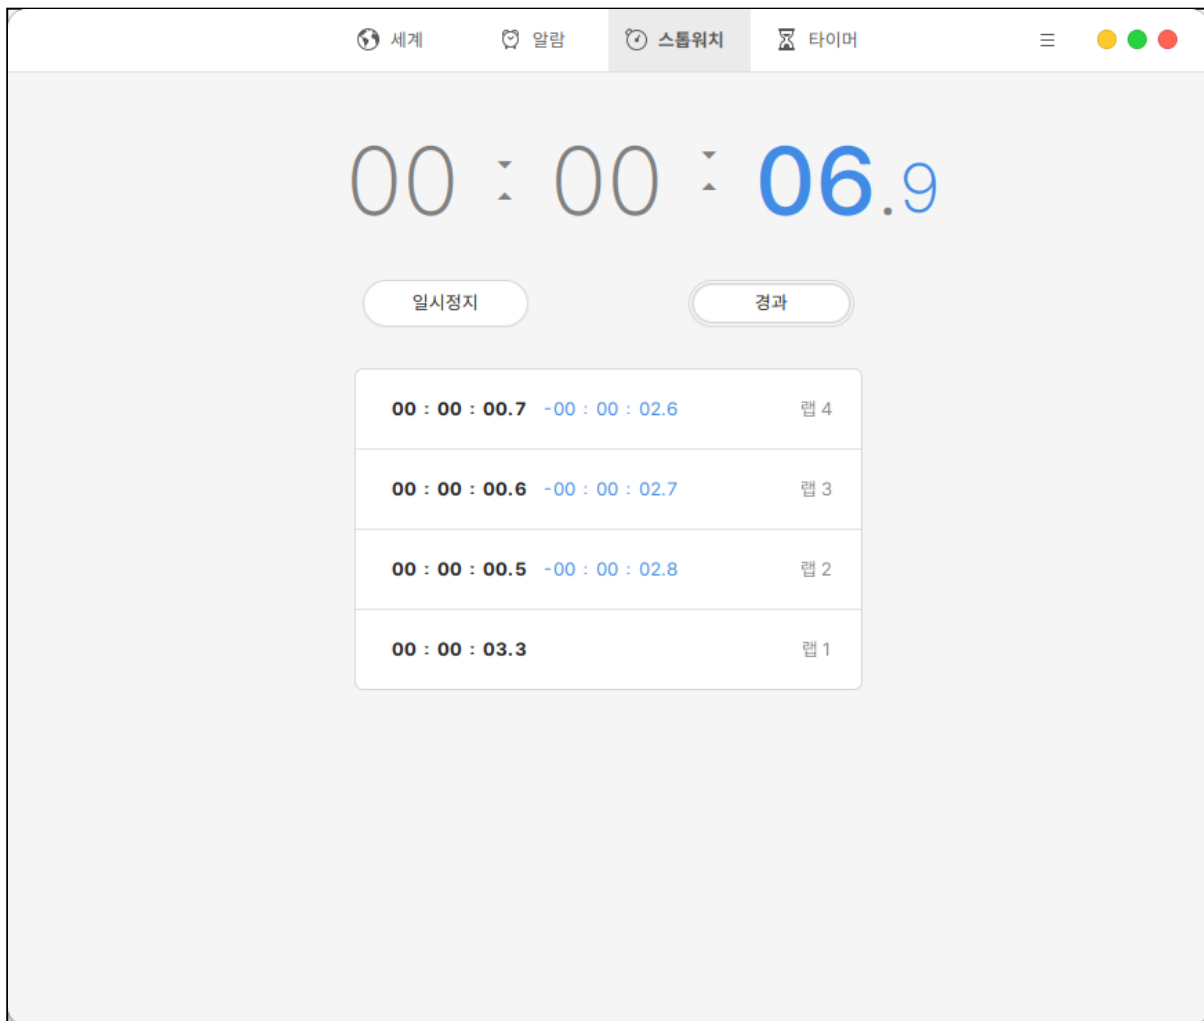 세계 알람 스톱워치 타이머
00 : 00 : 06.9
일시정지 경과
00 : 00 : 00.7 -00 : 00 : 02.6 랩 4
00 : 00 : 00.6 -00 : 00 : 02.7 랩 3
00 : 00 : 00.5 -00 : 00 : 02.8 랩 2
00 : 00 : 03.3 랩 1